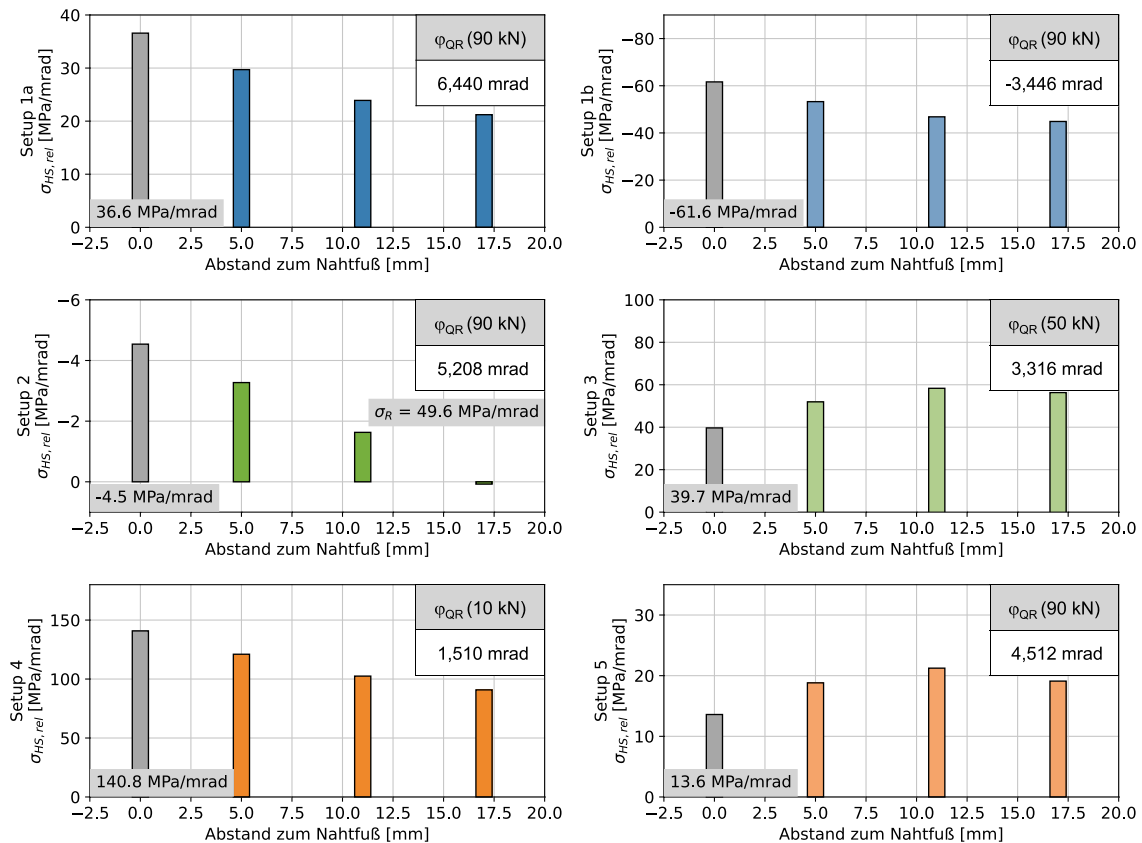 Setup 1a
σHS,rel [MPa/mrad]
40
30
20
10
0
φQR (90 kN)
6,440 mrad
36.6 MPa/mrad
−2.5 0.0 2.5 5.0 7.5 10.0 12.5 15.0 17.5 20.0
Abstand zum Nahtfuß [mm]
Setup 1b
σHS,rel [MPa/mrad]
−80
−60
−40
−20
0
φQR (90 kN)
-3,446 mrad
-61.6 MPa/mrad
−2.5 0.0 2.5 5.0 7.5 10.0 12.5 15.0 17.5 20.0
Abstand zum Nahtfuß [mm]
Setup 2
σHS,rel [MPa/mrad]
−6
−4
−2
0
φQR (90 kN)
5,208 mrad
σR = 49.6 MPa/mrad
-4.5 MPa/mrad
−2.5 0.0 2.5 5.0 7.5 10.0 12.5 15.0 17.5 20.0
Abstand zum Nahtfuß [mm]
Setup 3
σHS,rel [MPa/mrad]
100
80
60
40
20
0
φQR (50 kN)
3,316 mrad
39.7 MPa/mrad
−2.5 0.0 2.5 5.0 7.5 10.0 12.5 15.0 17.5 20.0
Abstand zum Nahtfuß [mm]
Setup 4
σHS,rel [MPa/mrad]
150
100
50
0
φQR (10 kN)
1,510 mrad
140.8 MPa/mrad
−2.5 0.0 2.5 5.0 7.5 10.0 12.5 15.0 17.5 20.0
Abstand zum Nahtfuß [mm]
Setup 5
σHS,rel [MPa/mrad]
30
20
10
0
φQR (90 kN)
4,512 mrad
13.6 MPa/mrad
−2.5 0.0 2.5 5.0 7.5 10.0 12.5 15.0 17.5 20.0
Abstand zum Nahtfuß [mm]